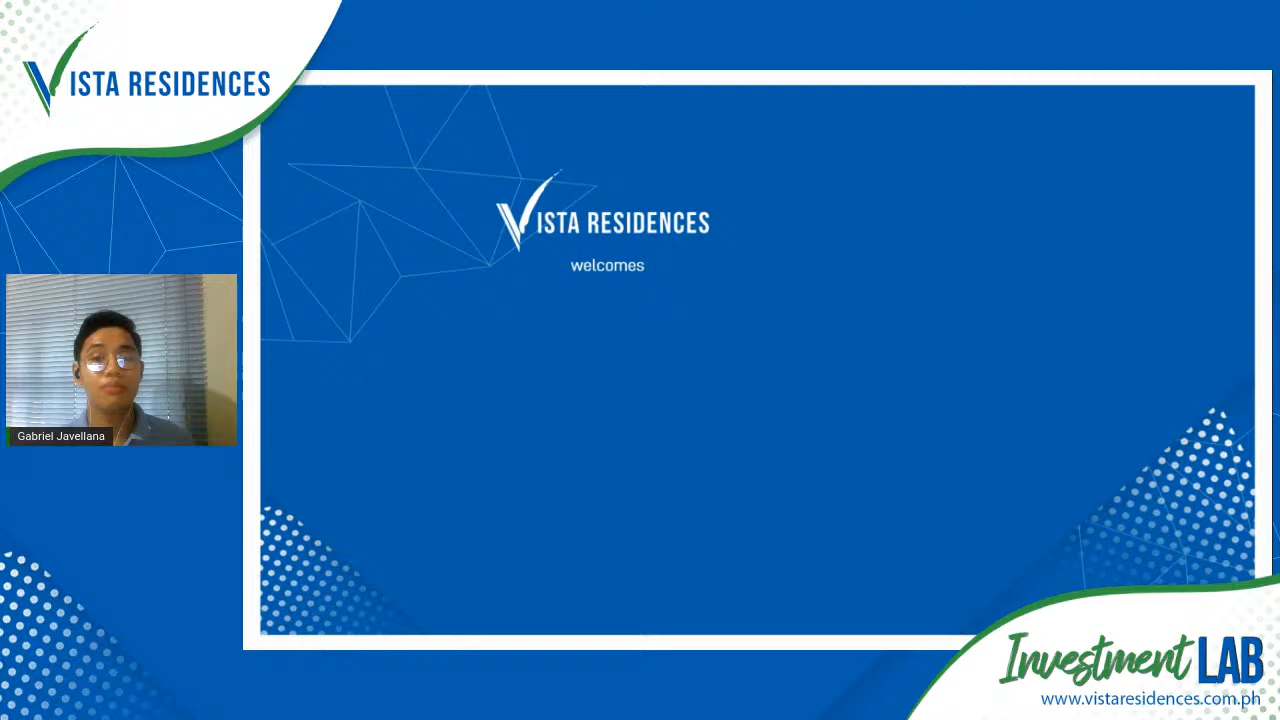 VISTA RESIDENCES
VISTA RESIDENCES
welcomes
Gabriel Javellana
Investment LAB
www.vistaresidences.com.ph